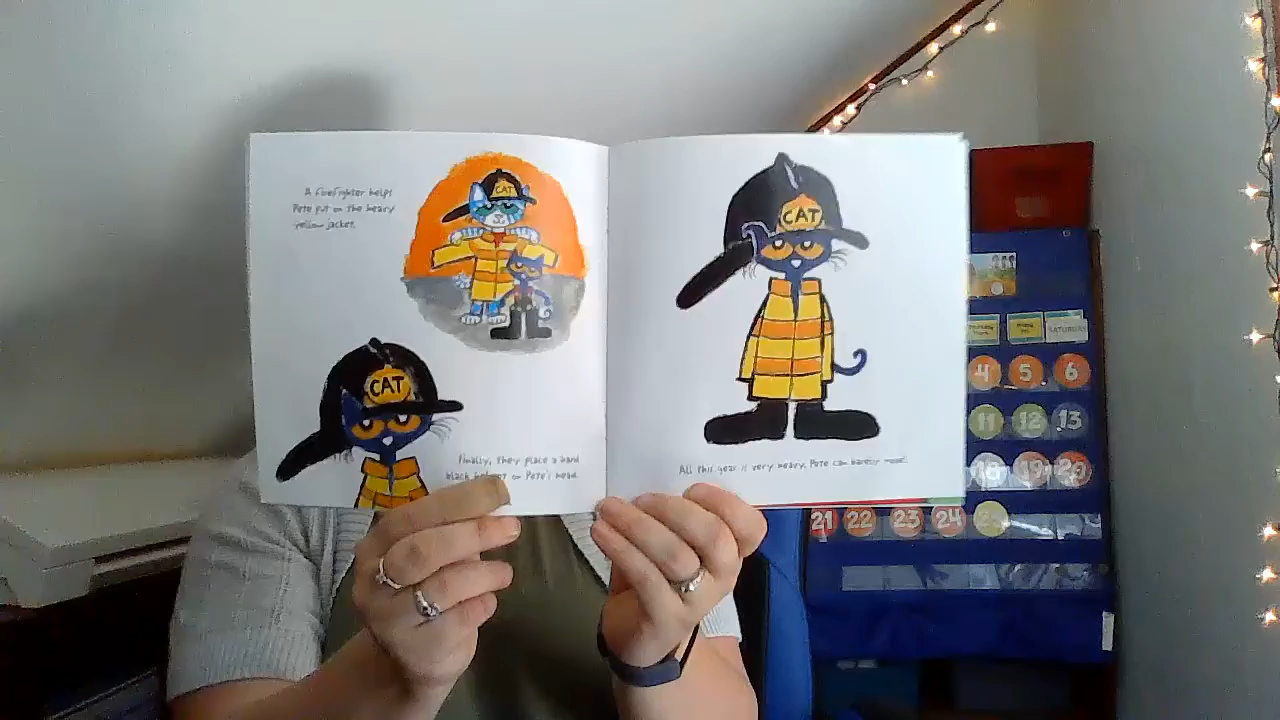 A firefighter helps
Pete put on the heavy
yellow jacket.
CAT
CAT
Finally, they place a hard
black helmet on Pete's head.
CAT
All this gear is very heavy. Pete can barely move.
SATURDAY
4 5 6
11 12 13
18 19 20
21 22 23 24